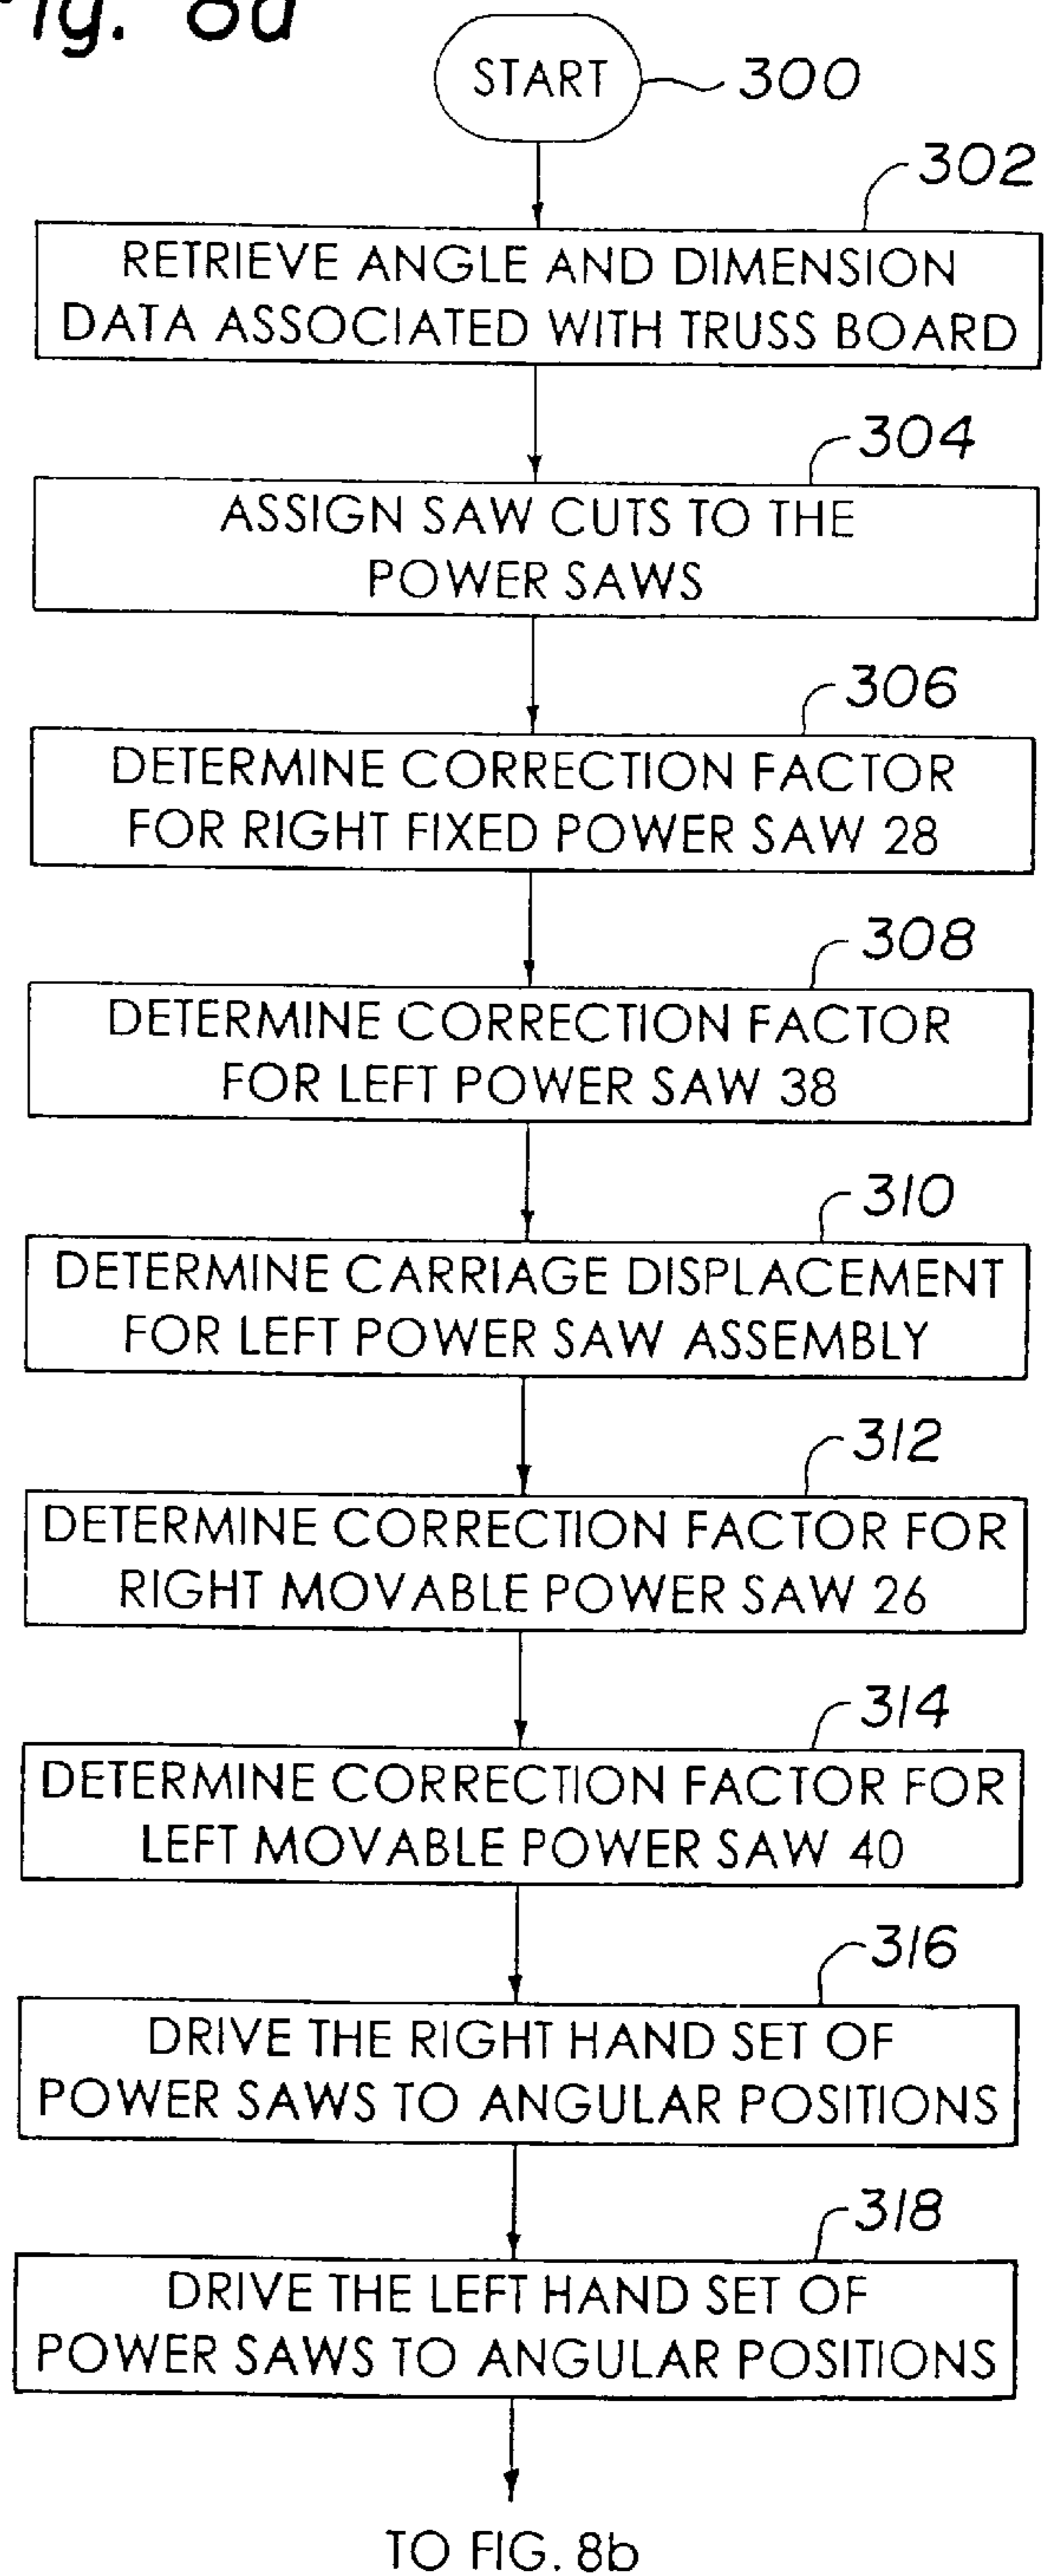 Fig. 8a
START
300
302
RETRIEVE ANGLE AND DIMENSION
DATA ASSOCIATED WITH TRUSS BOARD
304
ASSIGN SAW CUTS TO THE
POWER SAWS
306
DETERMINE CORRECTION FACTOR
FOR RIGHT FIXED POWER SAW 28
308
DETERMINE CORRECTION FACTOR
FOR LEFT POWER SAW 38
310
DETERMINE CARRIAGE DISPLACEMENT
FOR LEFT POWER SAW ASSEMBLY
312
DETERMINE CORRECTION FACTOR FOR
RIGHT MOVABLE POWER SAW 26
314
DETERMINE CORRECTION FACTOR FOR
LEFT MOVABLE POWER SAW 40
316
DRIVE THE RIGHT HAND SET OF
POWER SAWS TO ANGULAR POSITIONS
318
DRIVE THE LEFT HAND SET OF
POWER SAWS TO ANGULAR POSITIONS
TO FIG. 8b